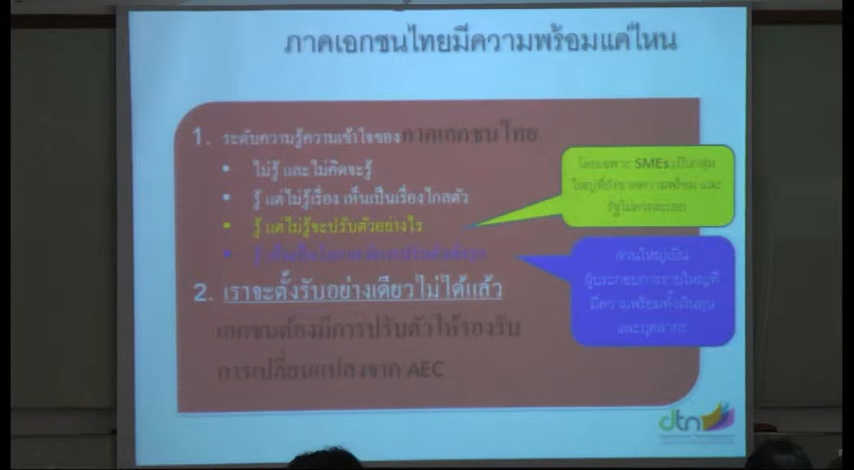 ภาคเอกชนไทยมีความพร้อมแค่ไหน
1. ระดับความรู้ความเข้าใจของภาคเอกชนไทย
• ไม่รู้ และไม่คิดจะรู้
• รู้ แต่ไม่รู้เรื่อง เห็นเป็นเรื่องไกลตัว
• รู้ แต่ไม่รู้จะปรับตัวอย่างไร
โดยเฉพาะ SMEs เป็นกลุ่ม
ใหญ่ที่ยังขาดความพร้อม และ
รัฐไม่ควรละเลย
ส่วนใหญ่เป็น
ผู้ประกอบการรายใหญ่ที่
มีความพร้อมทั้งเงินทุน
และบุคลากร
2. เราจะตั้งรับอย่างเดียวไม่ได้แล้ว
เอกชนต้องมีการปรับตัวให้รองรับ
การเปลี่ยนแปลงจาก AEC
dtn